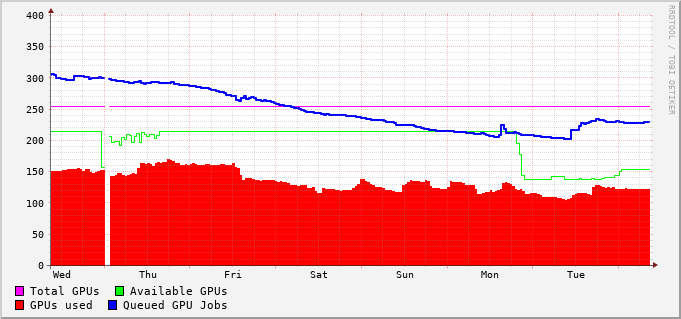 400
350
300
250
200
150
100
50
0
Wed Thu Fri Sat Sun Mon Tue
Total GPUs Available GPUs
GPUs used Queued GPU Jobs
RRDTOOL / TOBI OETIKER